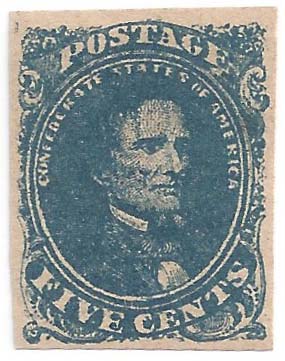 POSTAGE
CONFEDERATE STATES OF AMERICA
FIVE CENTS